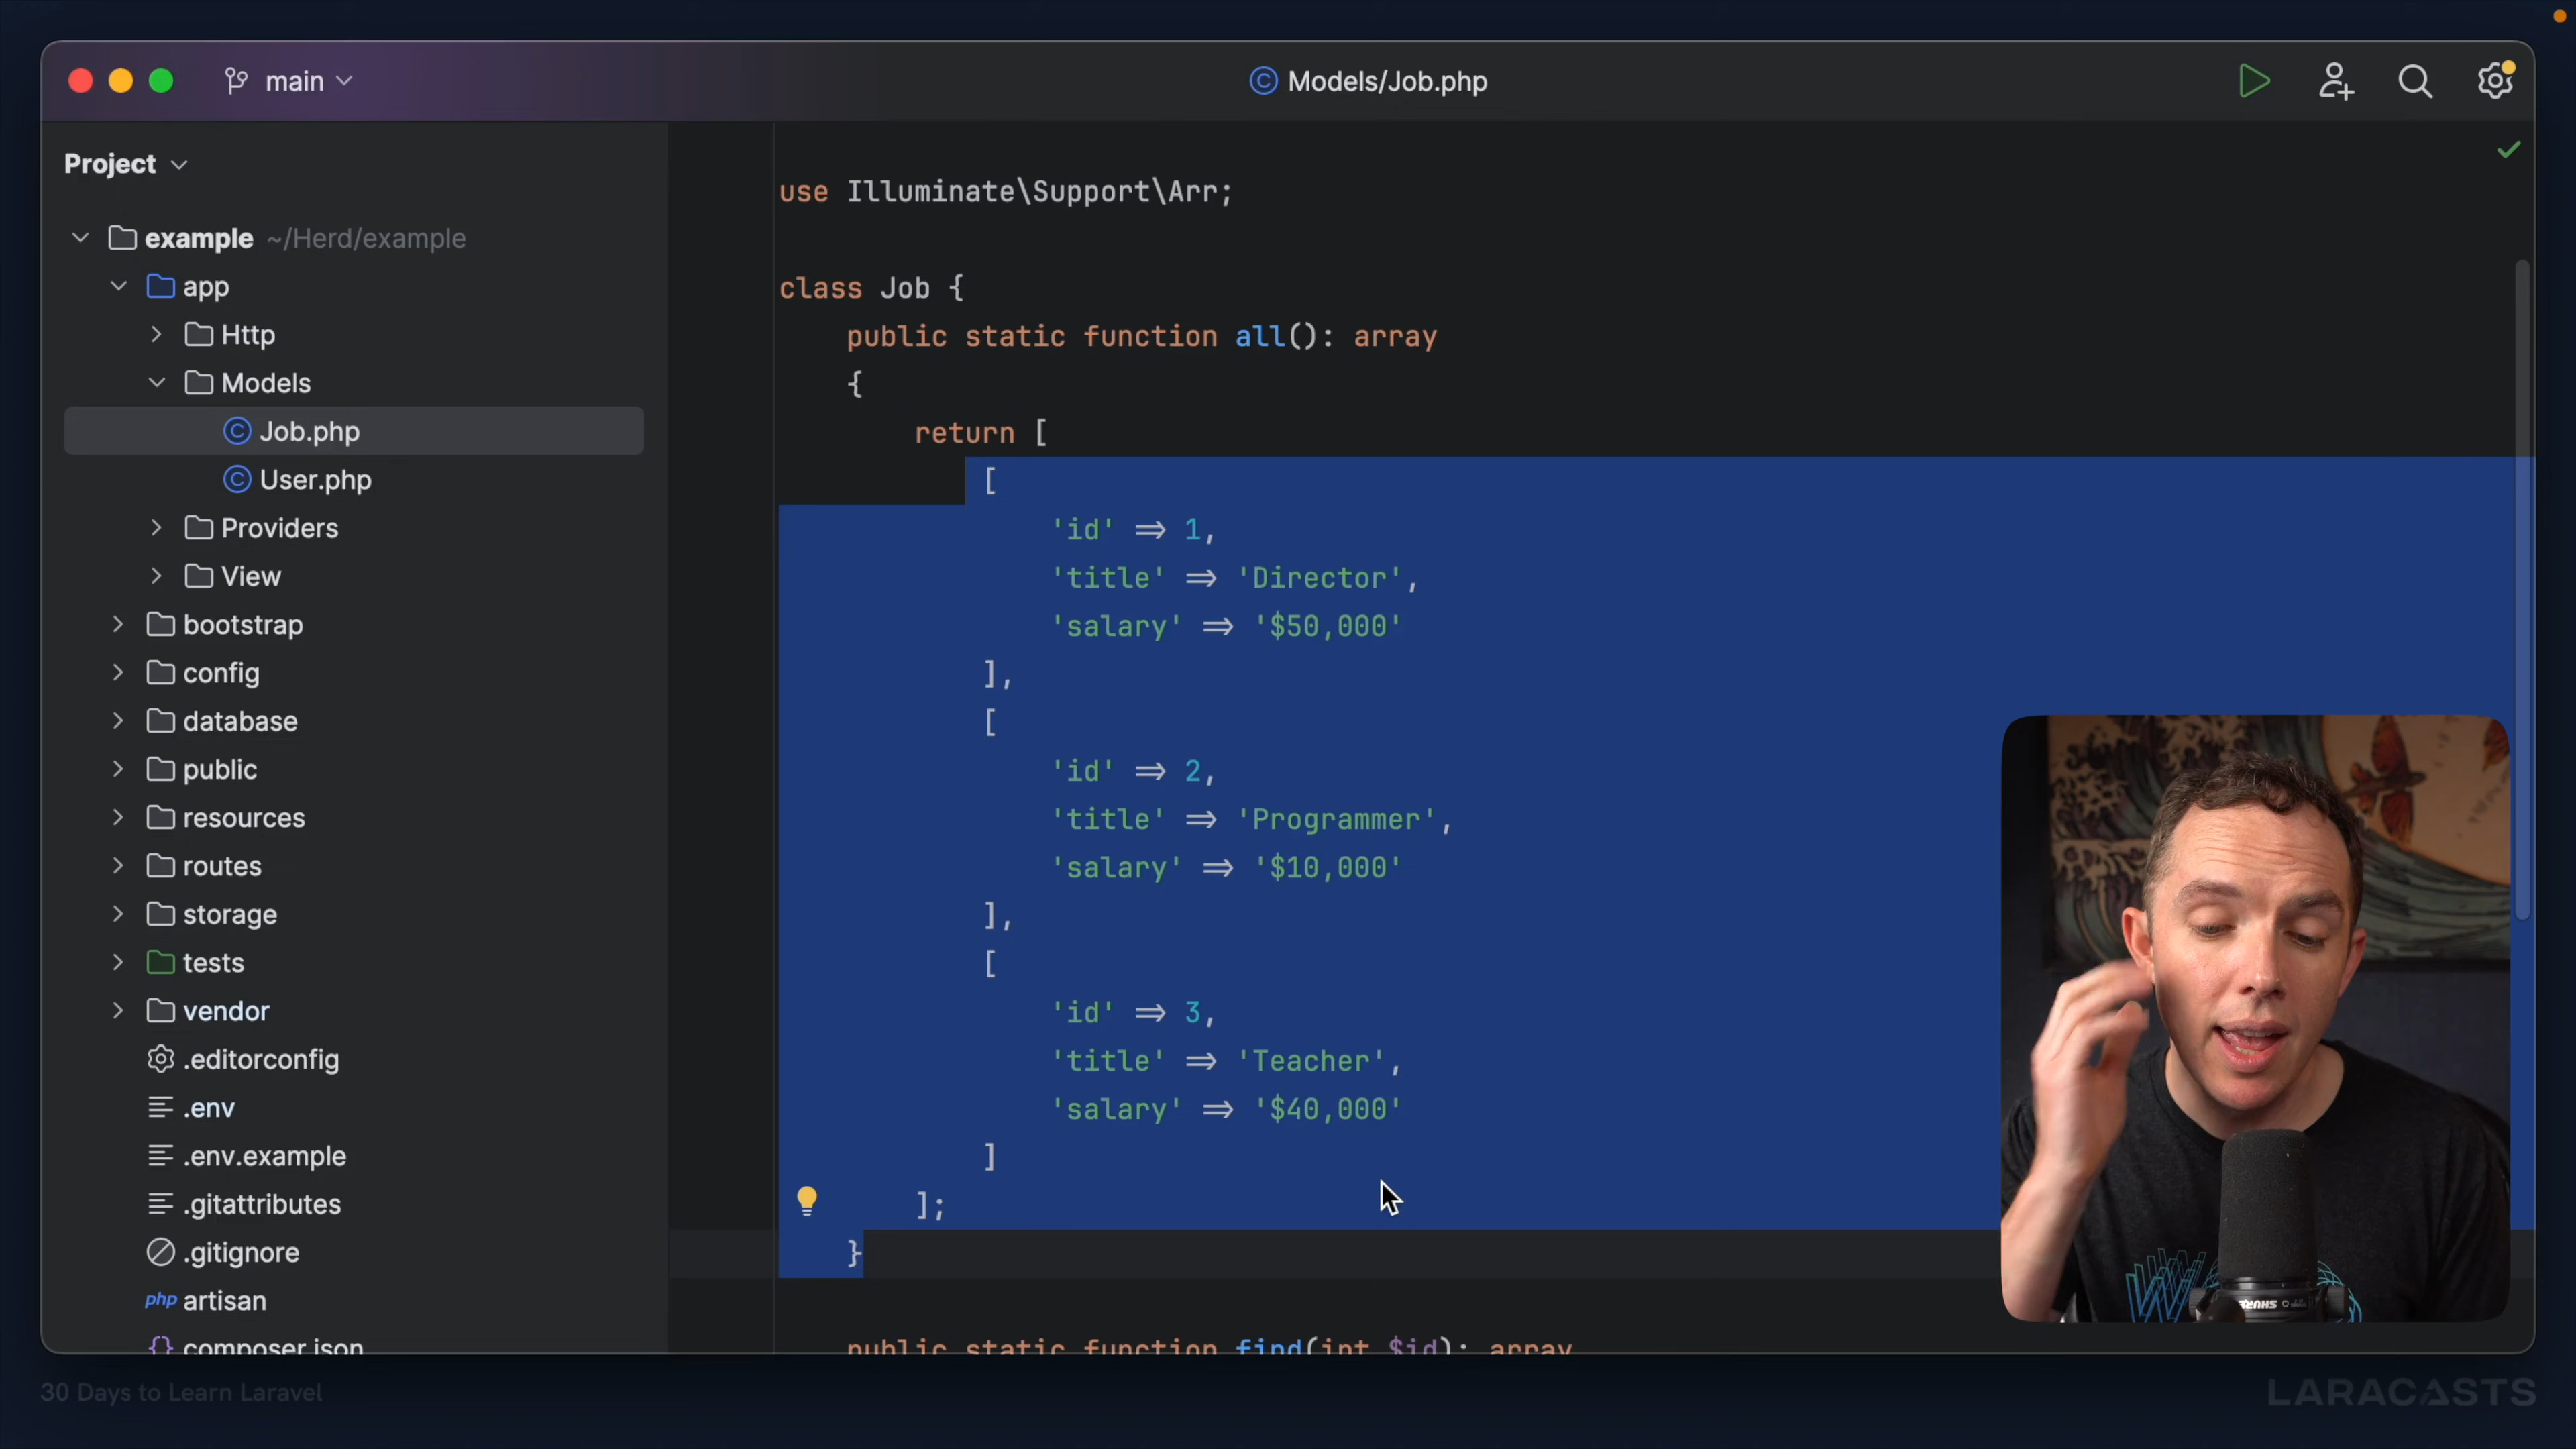 main
Models/Job.php
Project
example ~/Herd/example
app
Http
Models
Job.php
User.php
Providers
View
bootstrap
config
database
public
resources
routes
storage
tests
vendor
.editorconfig
.env
.env.example
.gitattributes
.gitignore
php artisan
{} composer.json
use Illuminate\Support\Arr;
class Job {
public static function all(): array
{
return [
[
'id' => 1,
'title' => 'Director',
'salary' => '$50,000'
],
[
'id' => 2,
'title' => 'Programmer',
'salary' => '$10,000'
],
[
'id' => 3,
'title' => 'Teacher',
'salary' => '$40,000'
]
];
}
public static function find(int $id): array
SHURE
30 Days to Learn Laravel
LARACASTS